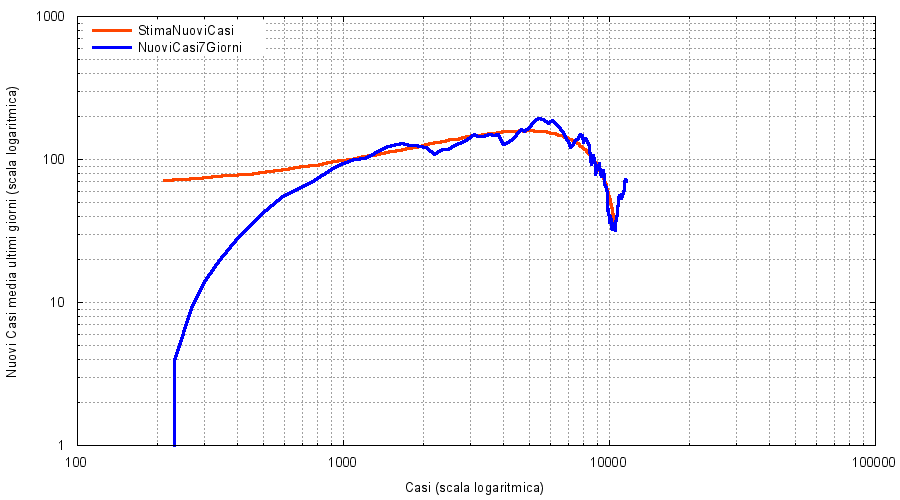 1000
StimaNuoviCasi
NuoviCasi7Giorni
100
Nuovi Casi media ultimi giorni (scala logaritmica)
10
1
100
1000
10000
100000
Casi (scala logaritmica)